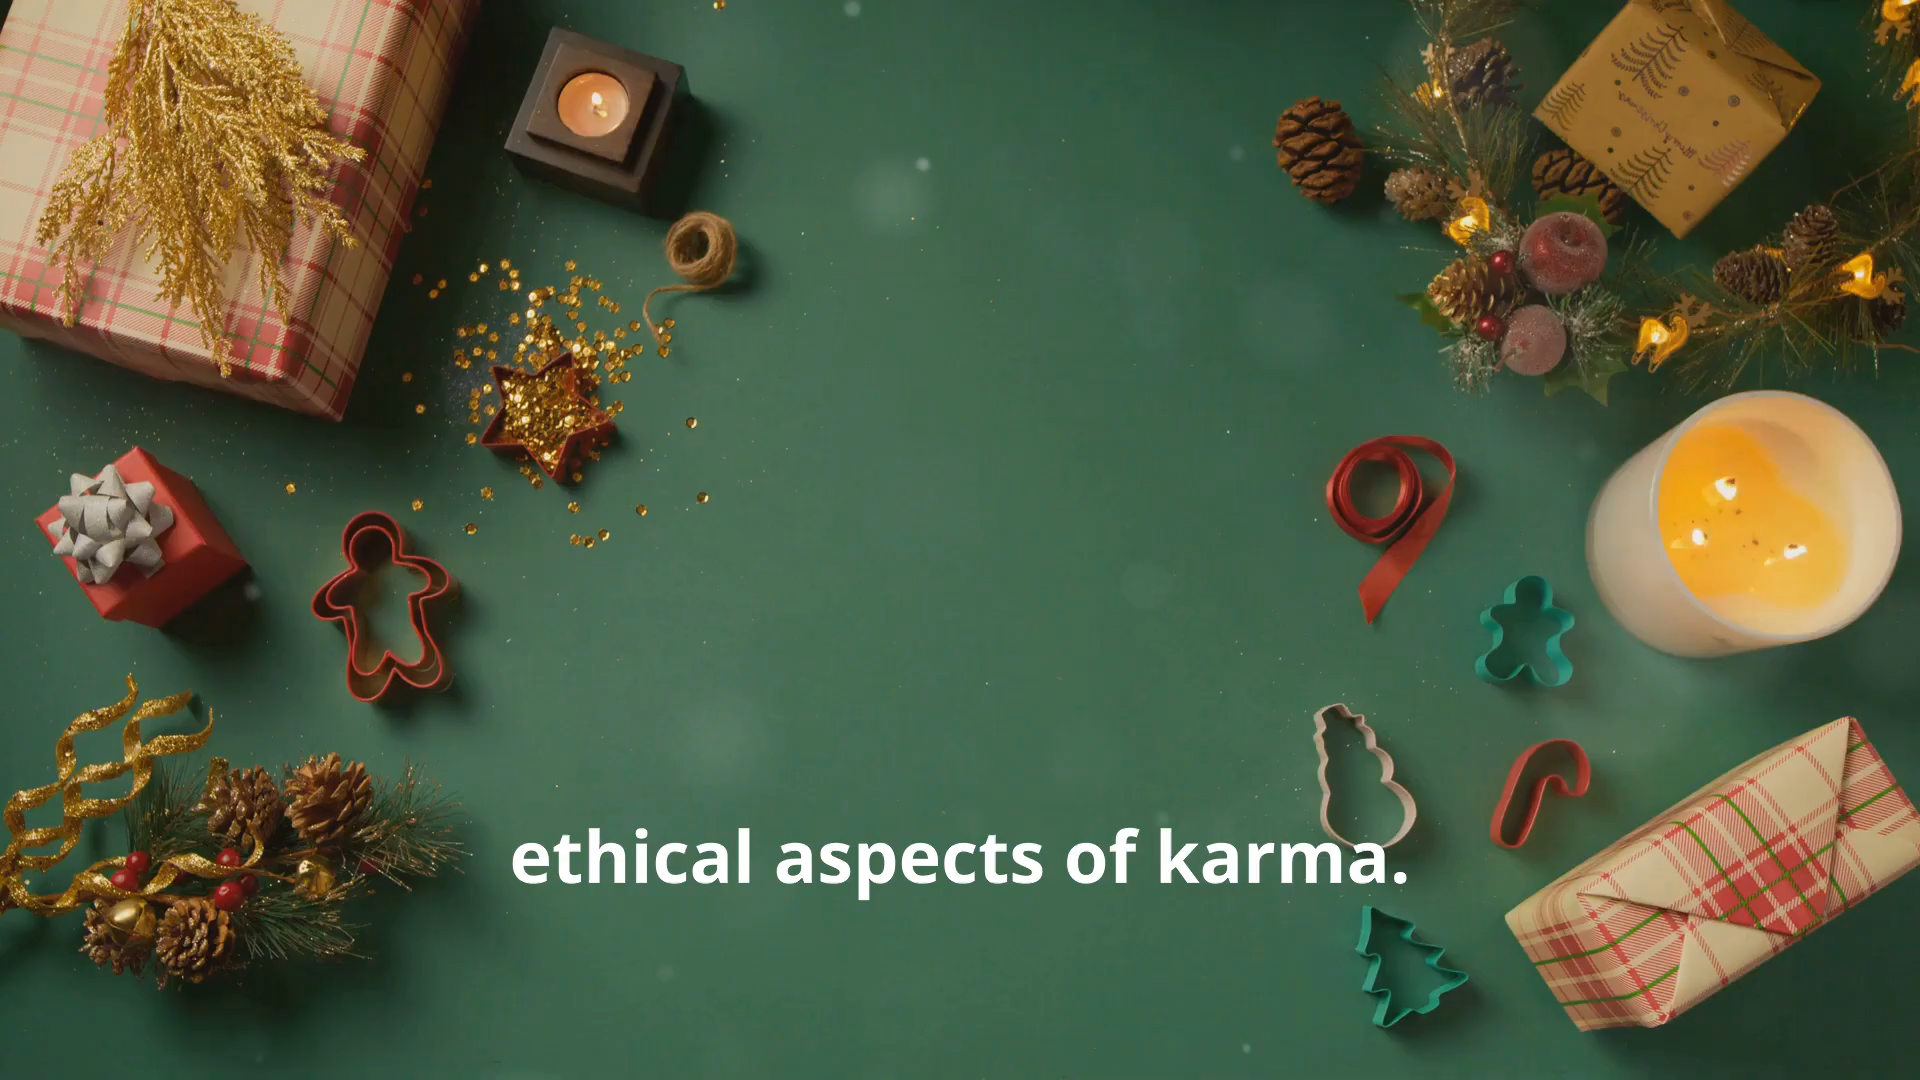 ethical aspects of karma.